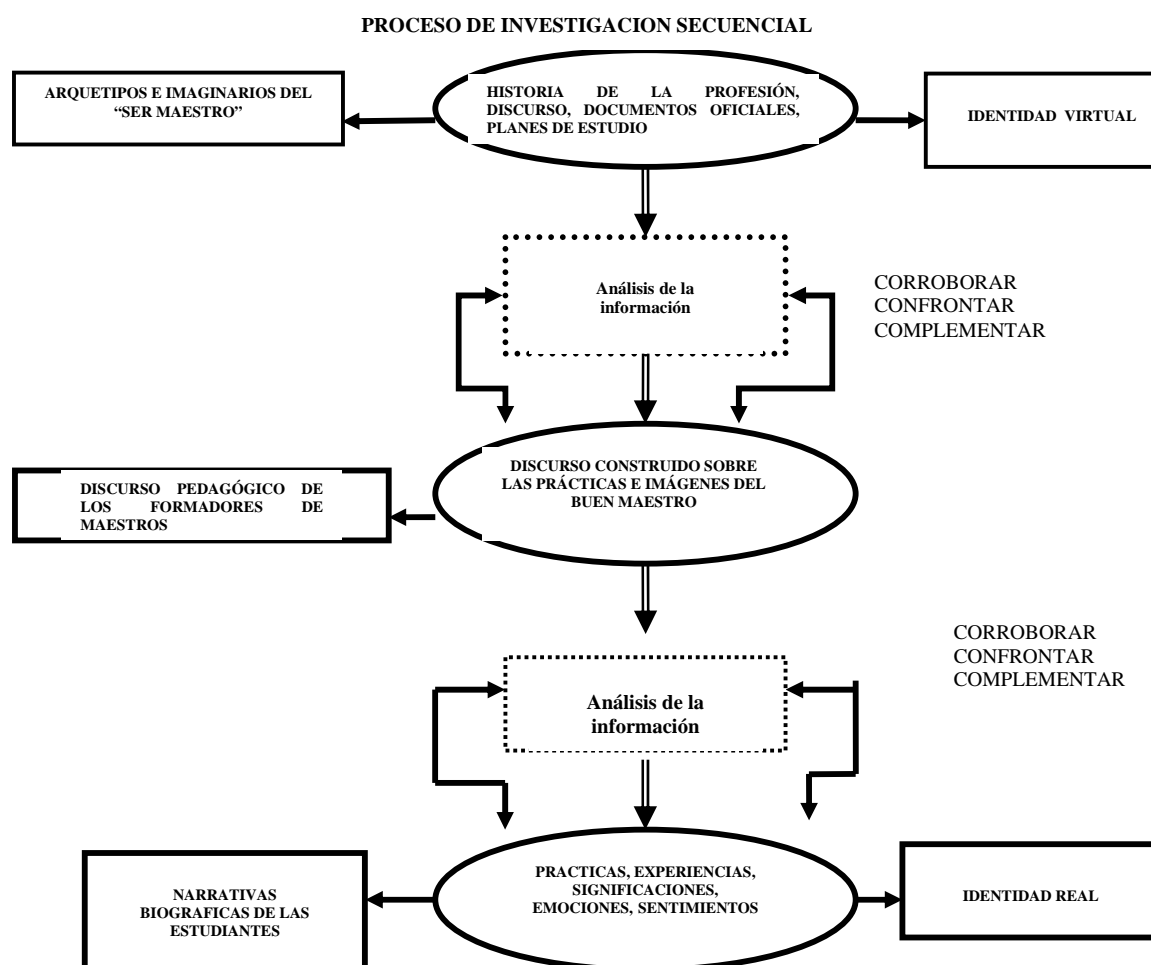 PROCESO DE INVESTIGACION SECUENCIAL
ARQUETIPOS E IMAGINARIOS DEL
“SER MAESTRO”
HISTORIA DE LA PROFESIÓN,
DISCURSO, DOCUMENTOS OFICIALES,
PLANES DE ESTUDIO
IDENTIDAD VIRTUAL
Análisis de la
información
CORROBORAR
CONFRONTAR
COMPLEMENTAR
DISCURSO PEDAGÓGICO DE
LOS FORMADORES DE
MAESTROS
DISCURSO CONSTRUIDO SOBRE
LAS PRÁCTICAS E IMÁGENES DEL
BUEN MAESTRO
CORROBORAR
CONFRONTAR
COMPLEMENTAR
Análisis de la
información
NARRATIVAS
BIOGRAFICAS DE LAS
ESTUDIANTES
PRACTICAS, EXPERIENCIAS,
SIGNIFICACIONES,
EMOCIONES, SENTIMIENTOS
IDENTIDAD REAL